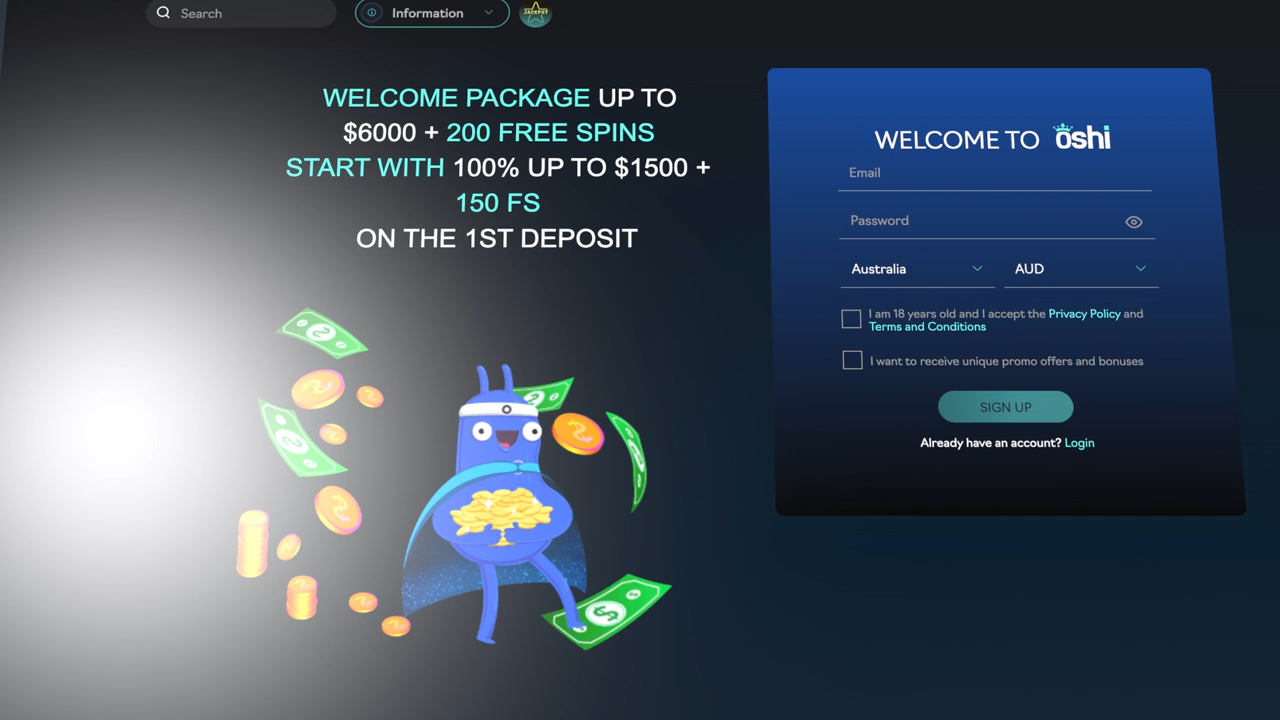 Search
Information
JACKPOT
WELCOME PACKAGE UP TO
$6000 + 200 FREE SPINS
START WITH 100% UP TO $1500 +
150 FS
ON THE 1ST DEPOSIT
WELCOME TO oshi
Email
Password
Australia AUD
I am 18 years old and I accept the Privacy Policy and
Terms and Conditions
I want to receive unique promo offers and bonuses
SIGN UP
Already have an account? Login